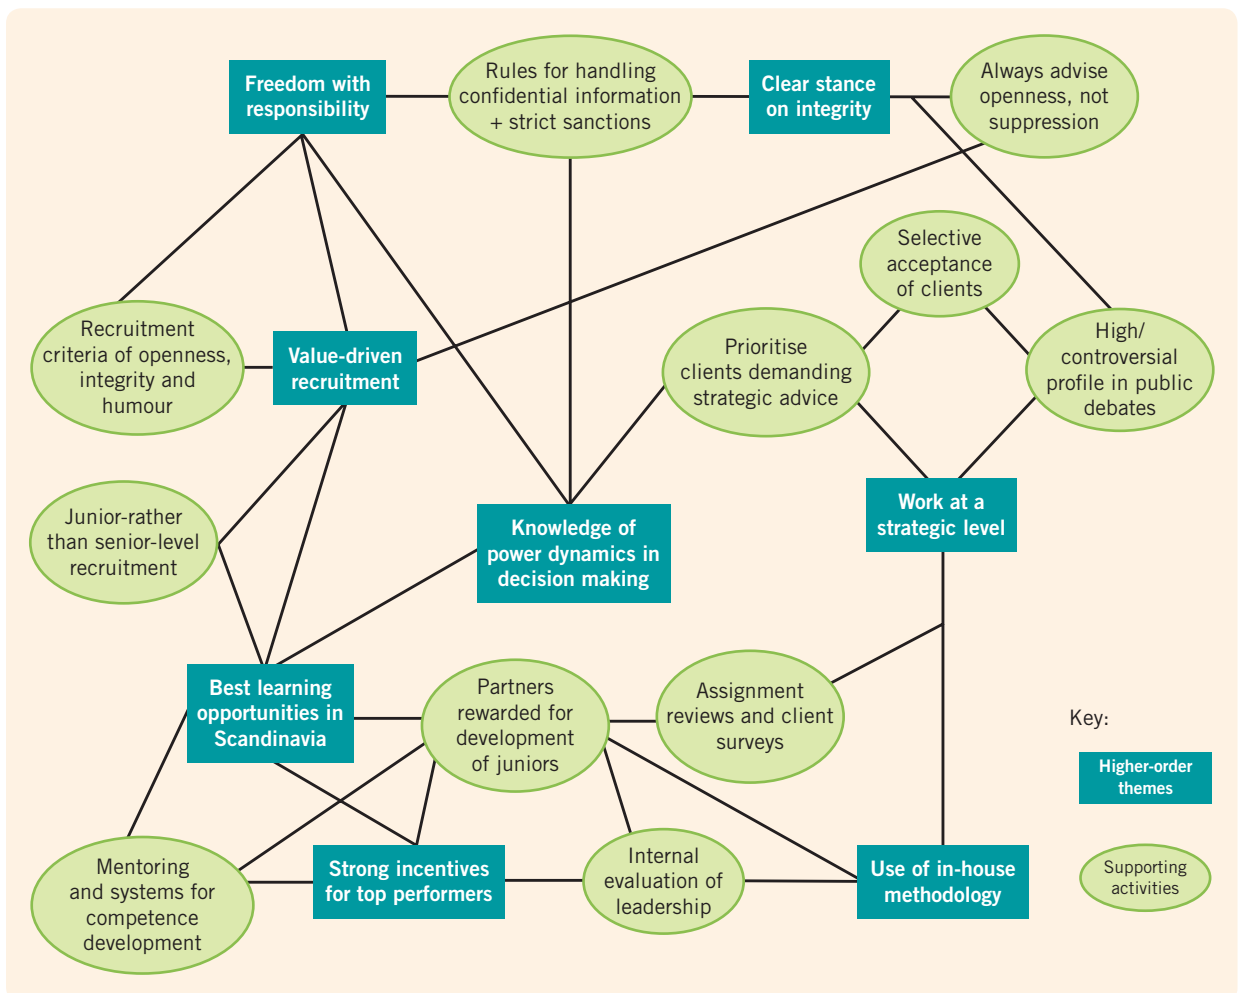 Freedom with
responsibility
Rules for handling
confidential information
+ strict sanctions
Clear stance
on integrity
Always advise
openness, not
suppression
Selective
acceptance
of clients
Recruitment
criteria of openness,
integrity and
humour
Value-driven
recruitment
Prioritise
clients demanding
strategic advice
High/
controversial
profile in public
debates
Junior-rather
than senior-level
recruitment
Knowledge of
power dynamics in
decision making
Work at a
strategic level
Best learning
opportunities in
Scandinavia
Partners
rewarded for
development
of juniors
Assignment
reviews and client
surveys
Key:
Higher-order
themes
Mentoring
and systems for
competence
development
Strong incentives
for top performers
Internal
evaluation of
leadership
Use of in-house
methodology
Supporting
activities